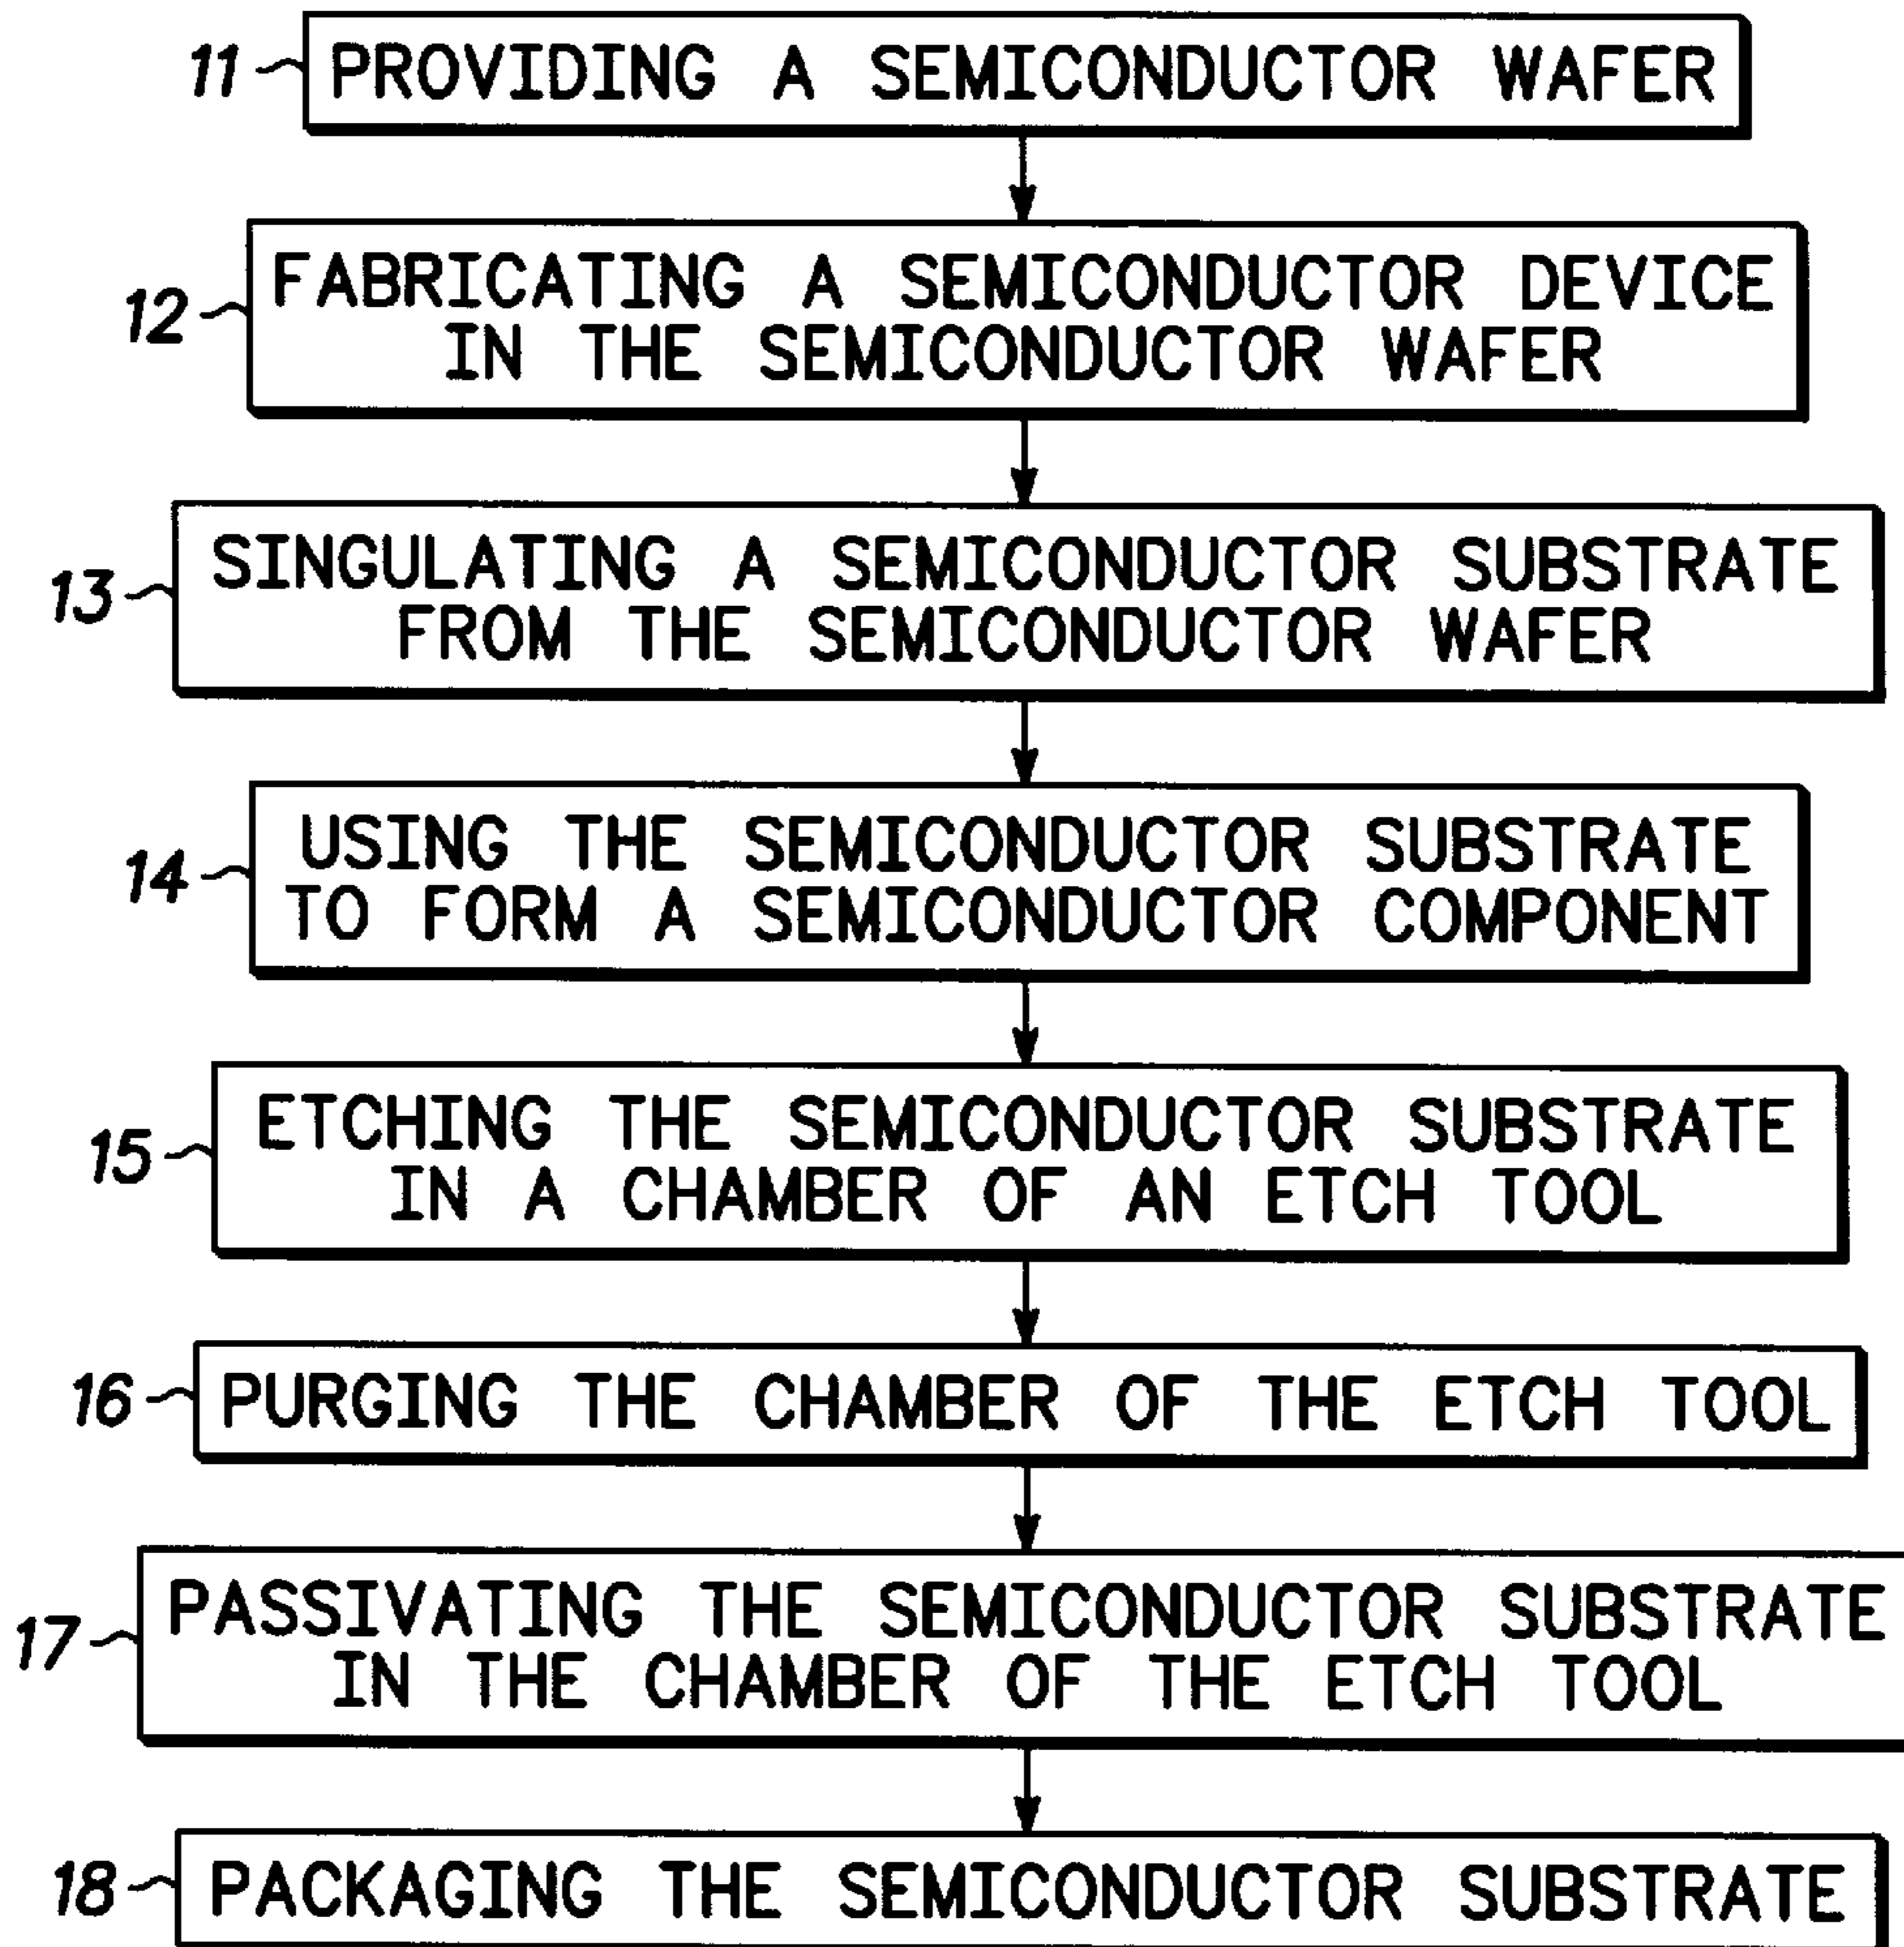 11 PROVIDING A SEMICONDUCTOR WAFER
12 FABRICATING A SEMICONDUCTOR DEVICE
IN THE SEMICONDUCTOR WAFER
13 SINGULATING A SEMICONDUCTOR SUBSTRATE
FROM THE SEMICONDUCTOR WAFER
14 USING THE SEMICONDUCTOR SUBSTRATE
TO FORM A SEMICONDUCTOR COMPONENT
15 ETCHING THE SEMICONDUCTOR SUBSTRATE
IN A CHAMBER OF AN ETCH TOOL
16 PURGING THE CHAMBER OF THE ETCH TOOL
17 PASSIVATING THE SEMICONDUCTOR SUBSTRATE
IN THE CHAMBER OF THE ETCH TOOL
18 PACKAGING THE SEMICONDUCTOR SUBSTRATE